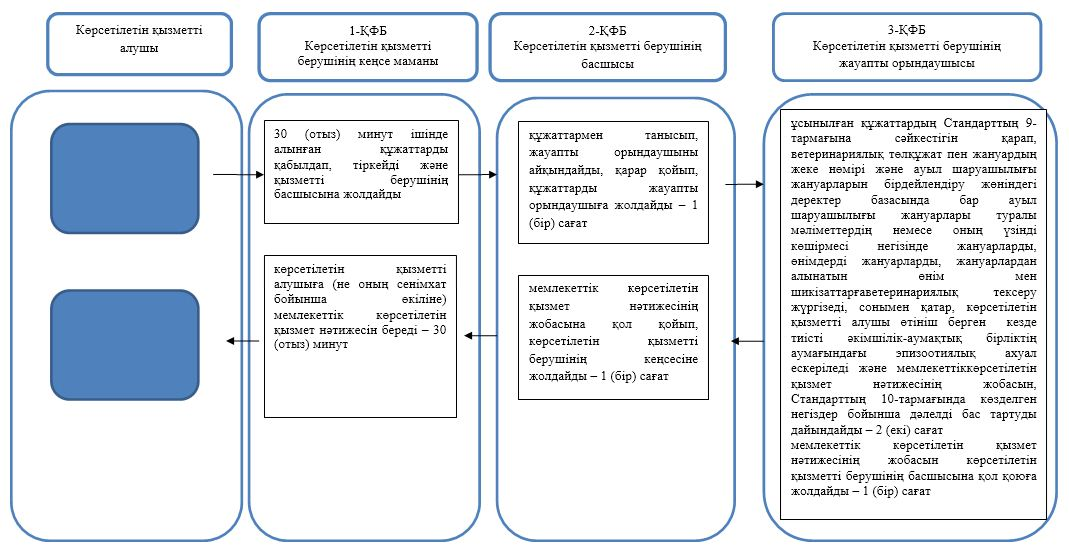 Көрсетілетін қызметті
алушы
1-ҚФБ
Көрсетілетін қызметті
берушінің кеңсе маманы
2-ҚФБ
Көрсетілетін қызметті берушінің
басшысы
3-ҚФБ
Көрсетілетін қызметті берушінің
жауапты орындаушысы
30 (отыз) минут ішінде
алынған құжаттарды
қабылдап, тіркейді және
қызметті берушінің
басшысына жолдайды
құжаттармен танысып,
жауапты орындаушыны
айқындайды, қарар қойып,
құжаттарды жауапты
орындаушыға жолдайды – 1
(бір) сағат
ұсынылған құжаттардың Стандарттың 9-
тармағына сәйкестігін қарап,
ветеринариялық төлқұжат пен жануардың
жеке нөмірі және ауыл шаруашылығы
жануарларын бірдейлендіру жөніндегі
деректер базасында бар ауыл
шаруашылығы жануарлары туралы
мәліметтердің немесе оның үзінді
көшірмесі негізінде жануарларды,
өнімдерді жануарларды, жануарлардан
алынатын өнім мен
шикізаттарғаветеринариялық тексеру
жүргізеді, сонымен қатар, көрсетілетін
қызметті алушы өтініш берген кезде
тиісті әкімшілік-аумақтық бірліктің
аумағындағы эпизоотиялық ахуал
ескеріледі және мемлекеттіккөрсетілетін
қызмет нәтижесінің жобасын,
Стандарттың 10-тармағында көзделген
негіздер бойынша дәлелді бас тартуды
дайындайды – 2 (екі) сағат
мемлекеттік көрсетілетін қызмет
нәтижесінің жобасын көрсетілетін
қызметті берушінің басшысына қол қоюға
жолдайды – 1 (бір) сағат
мемлекеттік көрсетілетін
қызмет нәтижесінің
жобасына қол қойып,
көрсетілетін қызметті
берушінің кеңсесіне
жолдайды – 1 (бір) сағат
көрсетілетін қызметті
алушыға (не оның сенімхат
бойынша өкіліне)
мемлекеттік көрсетілетін
қызмет нәтижесін береді – 30
(отыз) минут